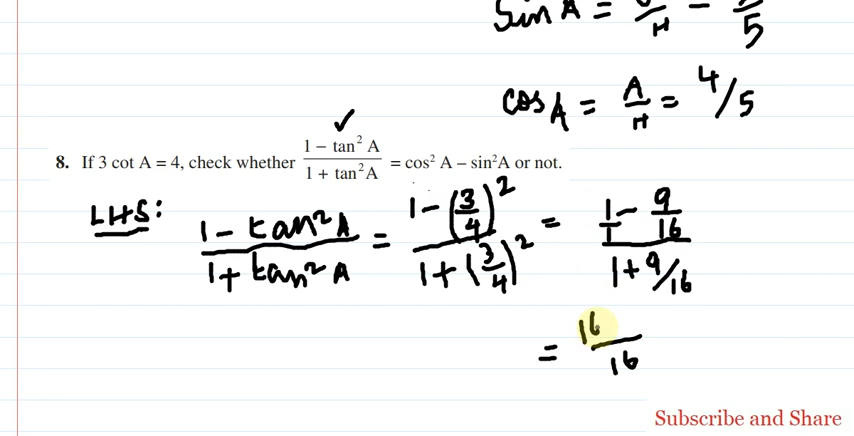 Sin A = /H = /5
cos A = A/H = 4/5
✓
8. If 3 cot A = 4, check whether (1 − tan² A)/(1 + tan² A) = cos² A − sin² A or not.
LHS: (1 − tan² A)/(1 + tan² A) = (1 − (3/4)²)/(1 + (3/4)²) = (1/1 − 9/16)/(1 + 9/16)
= 16/16
Subscribe and Share